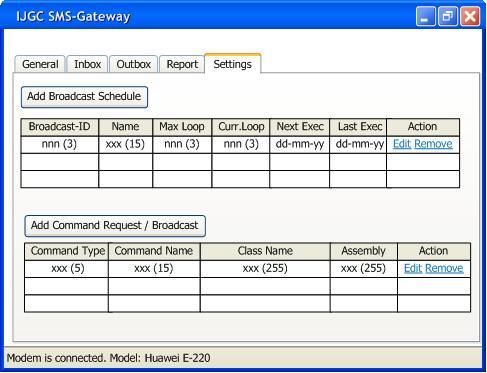 IJGC SMS-Gateway
General Inbox Outbox Report Settings
Add Broadcast Schedule
Broadcast-ID Name Max Loop Curr.Loop Next Exec Last Exec Action
nnn (3) xxx (15) nnn (3) nnn (3) dd-mm-yy dd-mm-yy Edit Remove
Add Command Request / Broadcast
Command Type Command Name Class Name Assembly Action
xxx (5) xxx (15) xxx (255) xxx (255) Edit Remove
Modem is connected. Model: Huawei E-220